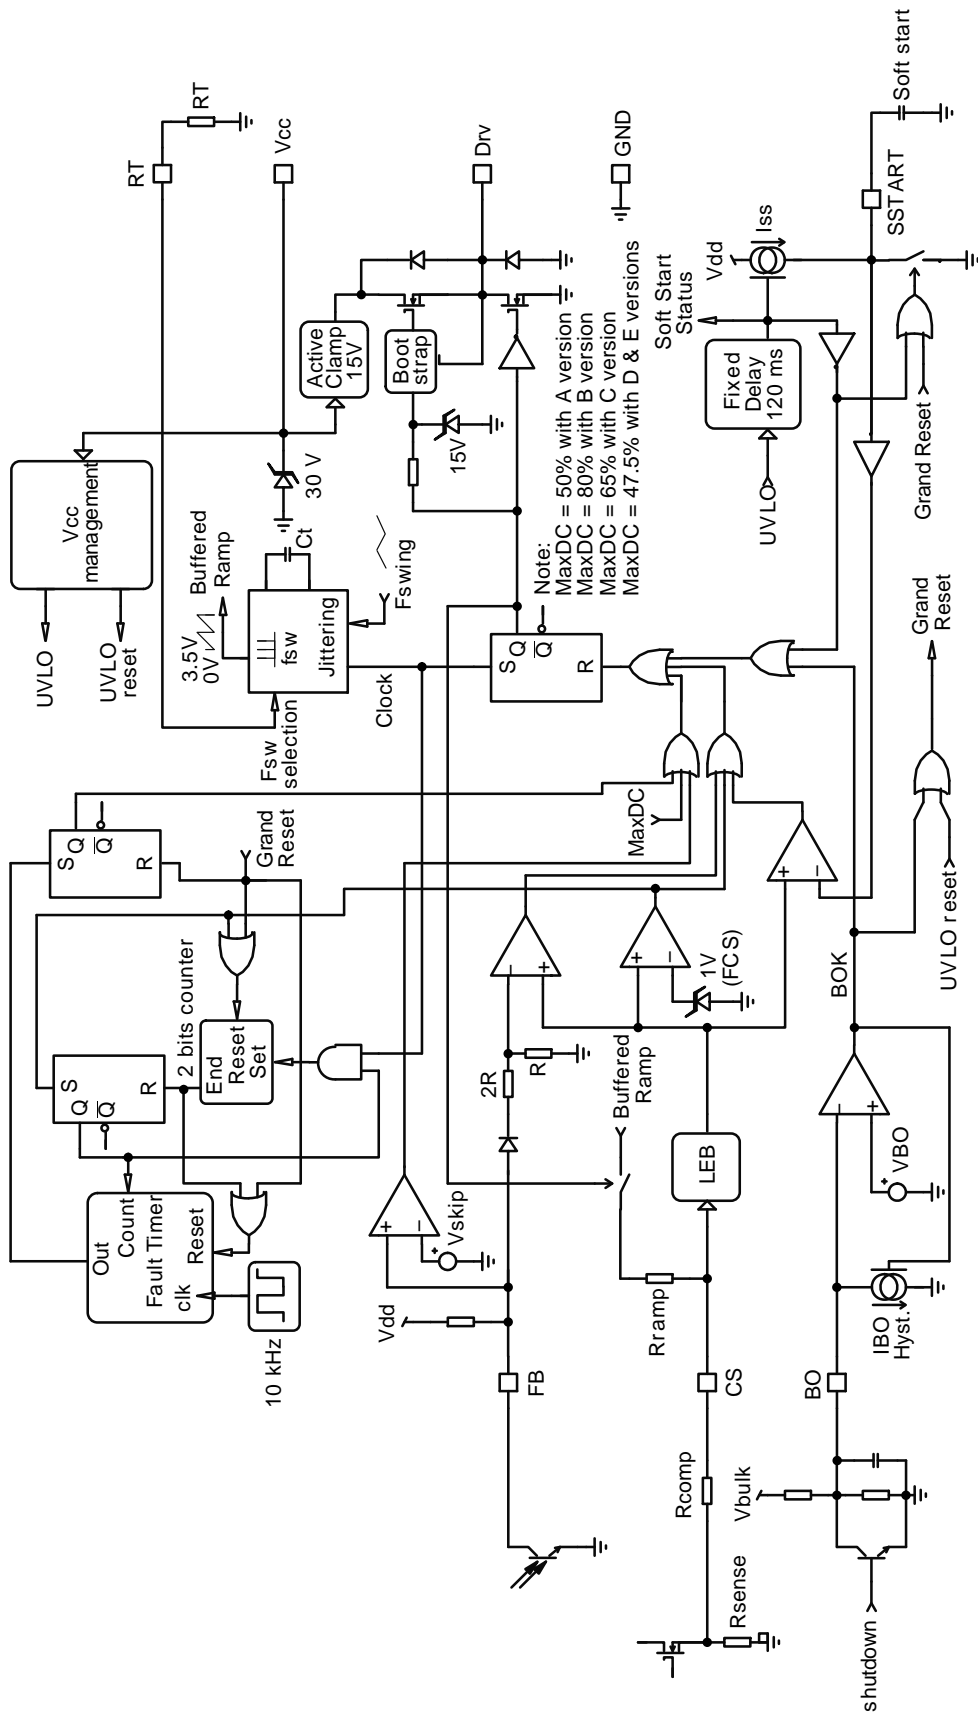 UVLO
UVLO
reset
Vcc
management
3.5V
0V
Buffered
Ramp
fsw
Jittering
Ct
30 V
Fswing
Fsw
selection
Clock
RT
RT
Vcc
Active
Clamp
15V
Boot
strap
15V
Drv
GND
S
Q
Q
R
Note:
MaxDC = 50% with A version
MaxDC = 80% with B version
MaxDC = 65% with C version
MaxDC = 47.5% with D & E versions
Soft Start
Status
Vdd
Iss
Fixed
Delay
120 ms
UVLO
SSTART
Soft start
Grand Reset
Grand
Reset
UVLO reset
S
Q
Q
R
Grand
Reset
2 bits counter
End
Reset
Set
S
Q
Q
R
Out
Count
Fault Timer
Reset
clk
10 kHz
MaxDC
+
−
Vskip
+
Vdd
FB
2R
R
−
+
+
−
1V
(FCS)
+
−
Buffered
Ramp
LEB
Rramp
CS
Rcomp
Rsense
BOK
−
+
VBO
+
IBO
Hyst.
BO
Vbulk
shutdown